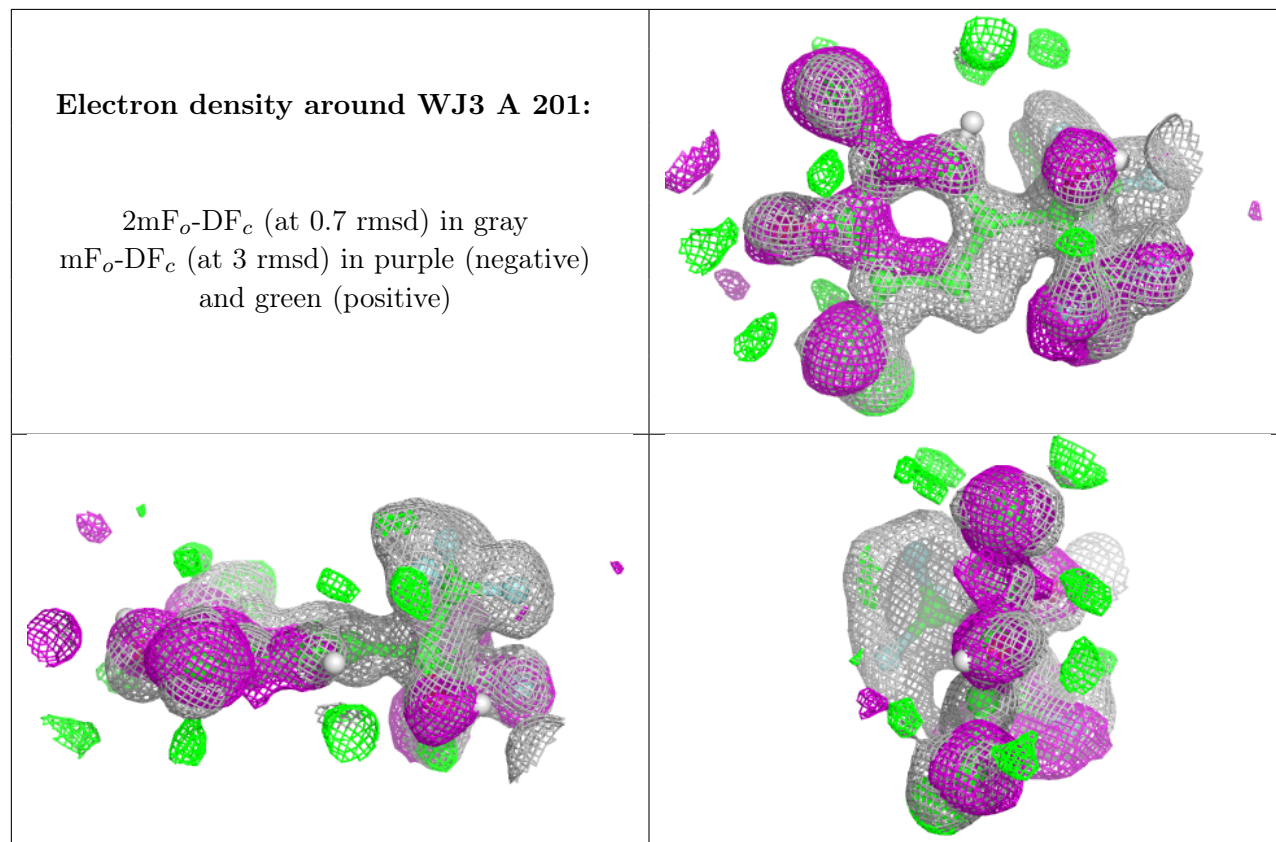 Electron density around WJ3 A 201:
2mFo-DFc (at 0.7 rmsd) in gray
mFo-DFc (at 3 rmsd) in purple (negative)
and green (positive)